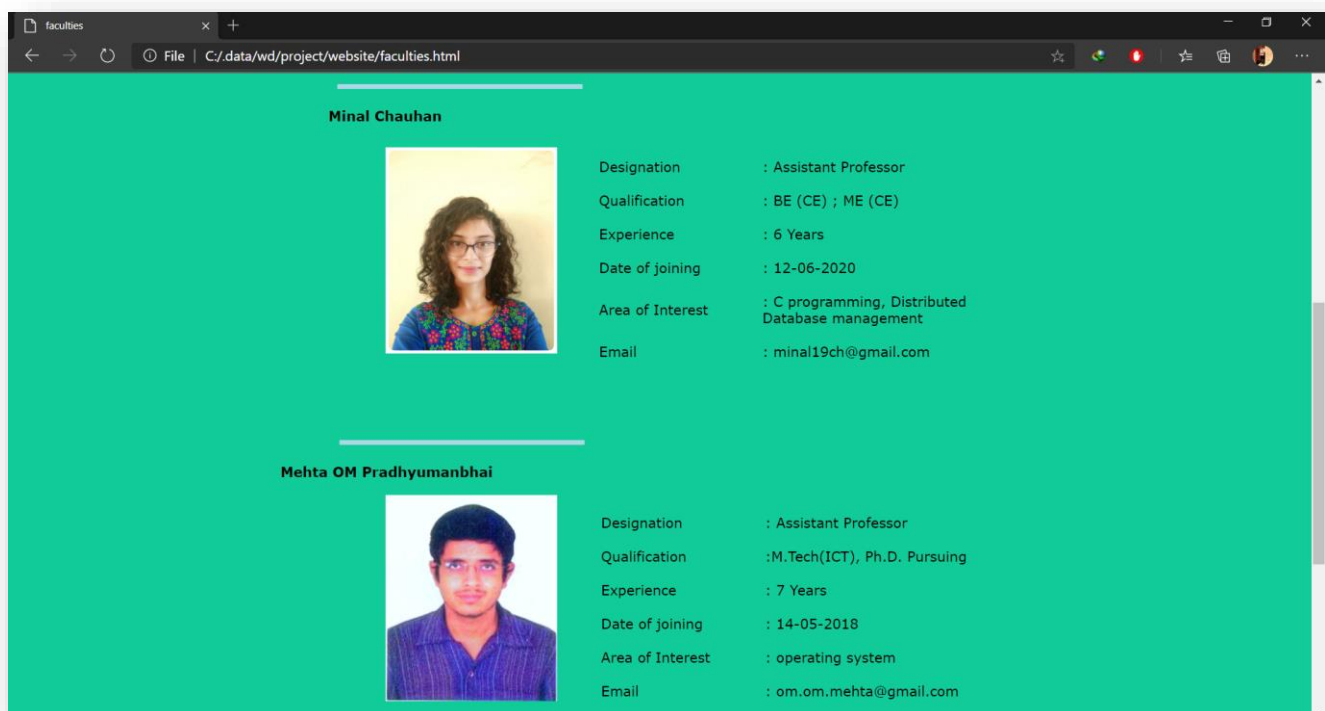 faculties
File | C:/.data/wd/project/website/faculties.html
Minal Chauhan
Designation : Assistant Professor
Qualification : BE (CE) ; ME (CE)
Experience : 6 Years
Date of joining : 12-06-2020
Area of Interest : C programming, Distributed
Database management
Email : minal19ch@gmail.com
Mehta OM Pradhyumanbhai
Designation : Assistant Professor
Qualification :M.Tech(ICT), Ph.D. Pursuing
Experience : 7 Years
Date of joining : 14-05-2018
Area of Interest : operating system
Email : om.om.mehta@gmail.com